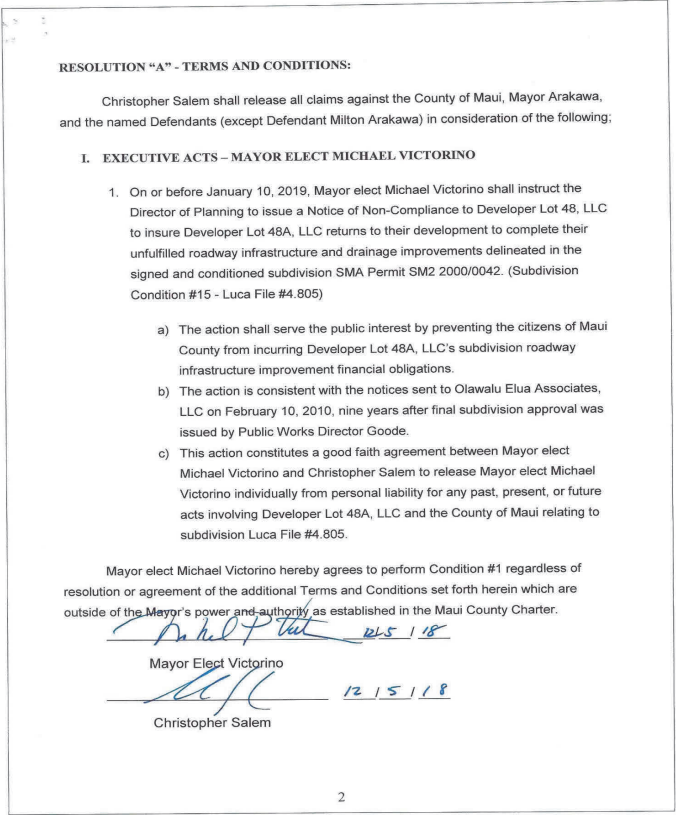 RESOLUTION “A” - TERMS AND CONDITIONS:
Christopher Salem shall release all claims against the County of Maui, Mayor Arakawa,
and the named Defendants (except Defendant Milton Arakawa) in consideration of the following;
I. EXECUTIVE ACTS – MAYOR ELECT MICHAEL VICTORINO
1. On or before January 10, 2019, Mayor elect Michael Victorino shall instruct the
Director of Planning to issue a Notice of Non-Compliance to Developer Lot 48, LLC
to insure Developer Lot 48A, LLC returns to their development to complete their
unfulfilled roadway infrastructure and drainage improvements delineated in the
signed and conditioned subdivision SMA Permit SM2 2000/0042. (Subdivision
Condition #15 - Luca File #4.805)
a) The action shall serve the public interest by preventing the citizens of Maui
County from incurring Developer Lot 48A, LLC’s subdivision roadway
infrastructure improvement financial obligations.
b) The action is consistent with the notices sent to Olawalu Elua Associates,
LLC on February 10, 2010, nine years after final subdivision approval was
issued by Public Works Director Goode.
c) This action constitutes a good faith agreement between Mayor elect
Michael Victorino and Christopher Salem to release Mayor elect Michael
Victorino individually from personal liability for any past, present, or future
acts involving Developer Lot 48A, LLC and the County of Maui relating to
subdivision Luca File #4.805.
Mayor elect Michael Victorino hereby agrees to perform Condition #1 regardless of
resolution or agreement of the additional Terms and Conditions set forth herein which are
outside of the Mayor’s power and authority as established in the Maui County Charter.
12/5 / 18
Mayor Elect Victorino
12 / 5 / 18
Christopher Salem
2